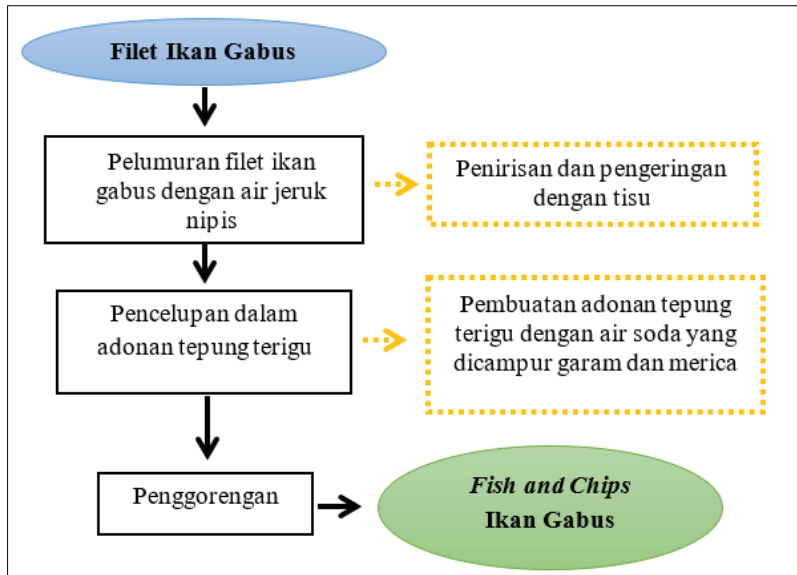 Filet Ikan Gabus
Pelumuran filet ikan
gabus dengan air jeruk
nipis
Penirisan dan pengeringan
dengan tisu
Pencelupan dalam
adonan tepung terigu
Pembuatan adonan tepung
terigu dengan air soda yang
dicampur garam dan merica
Penggorengan
Fish and Chips
Ikan Gabus